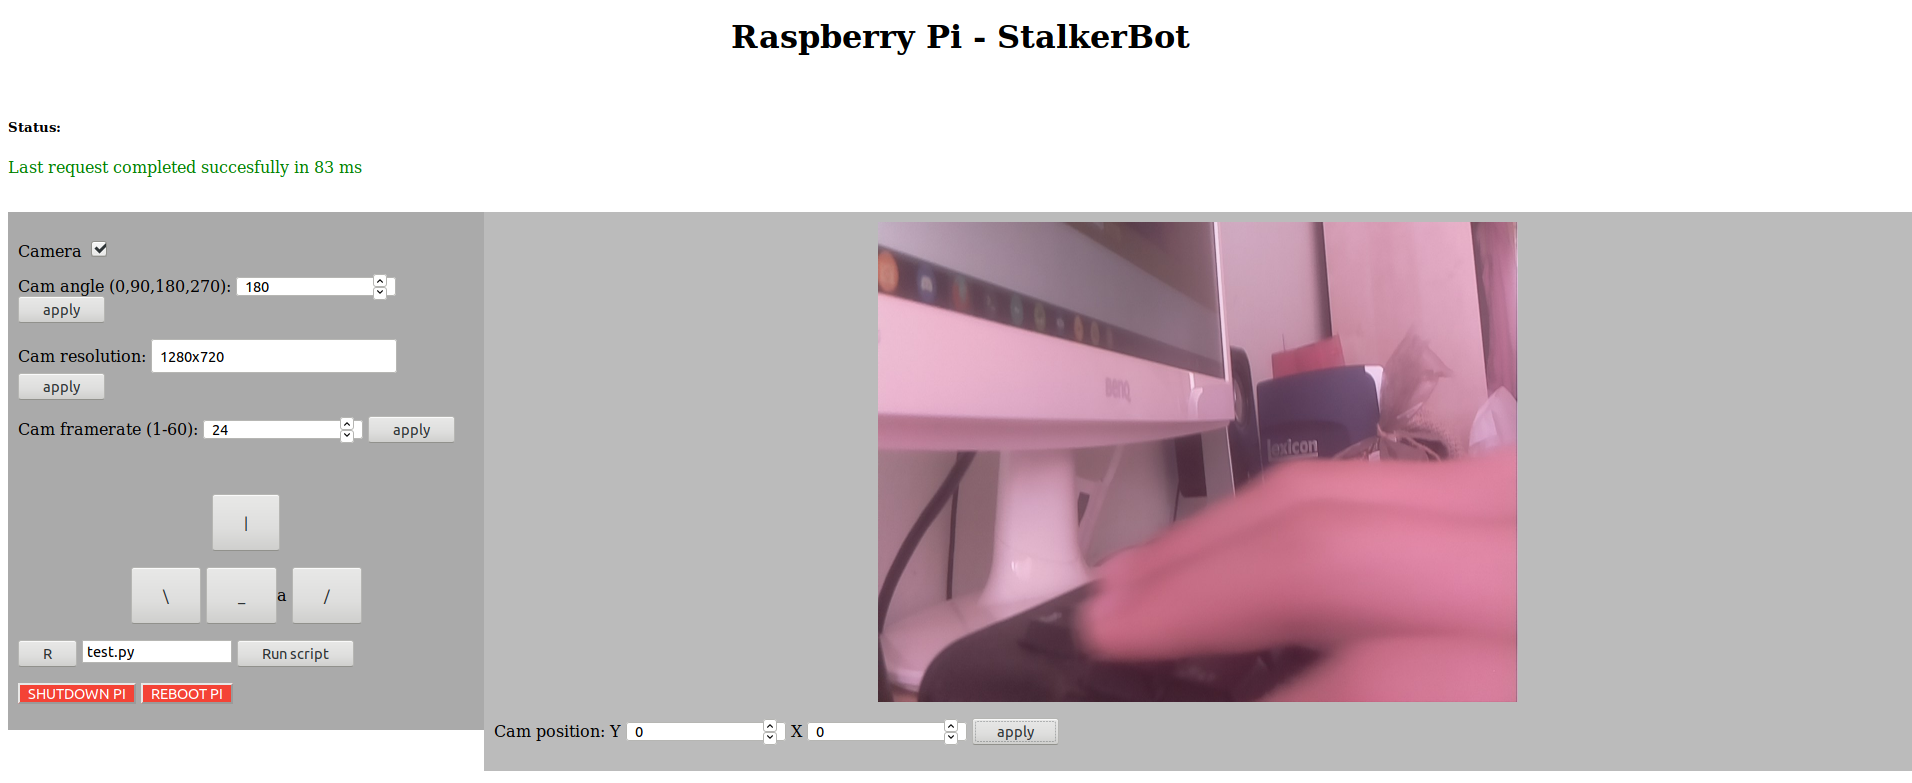 Raspberry Pi - StalkerBot
Status:
Last request completed succesfully in 83 ms
Camera
Cam angle (0,90,180,270): 180
apply
Cam resolution: 1280x720
apply
Cam framerate (1-60): 24 apply
|
\ _ a /
R test.py Run script
SHUTDOWN PI REBOOT PI
BenQ
lexicon
Cam position: Y 0 X 0 apply